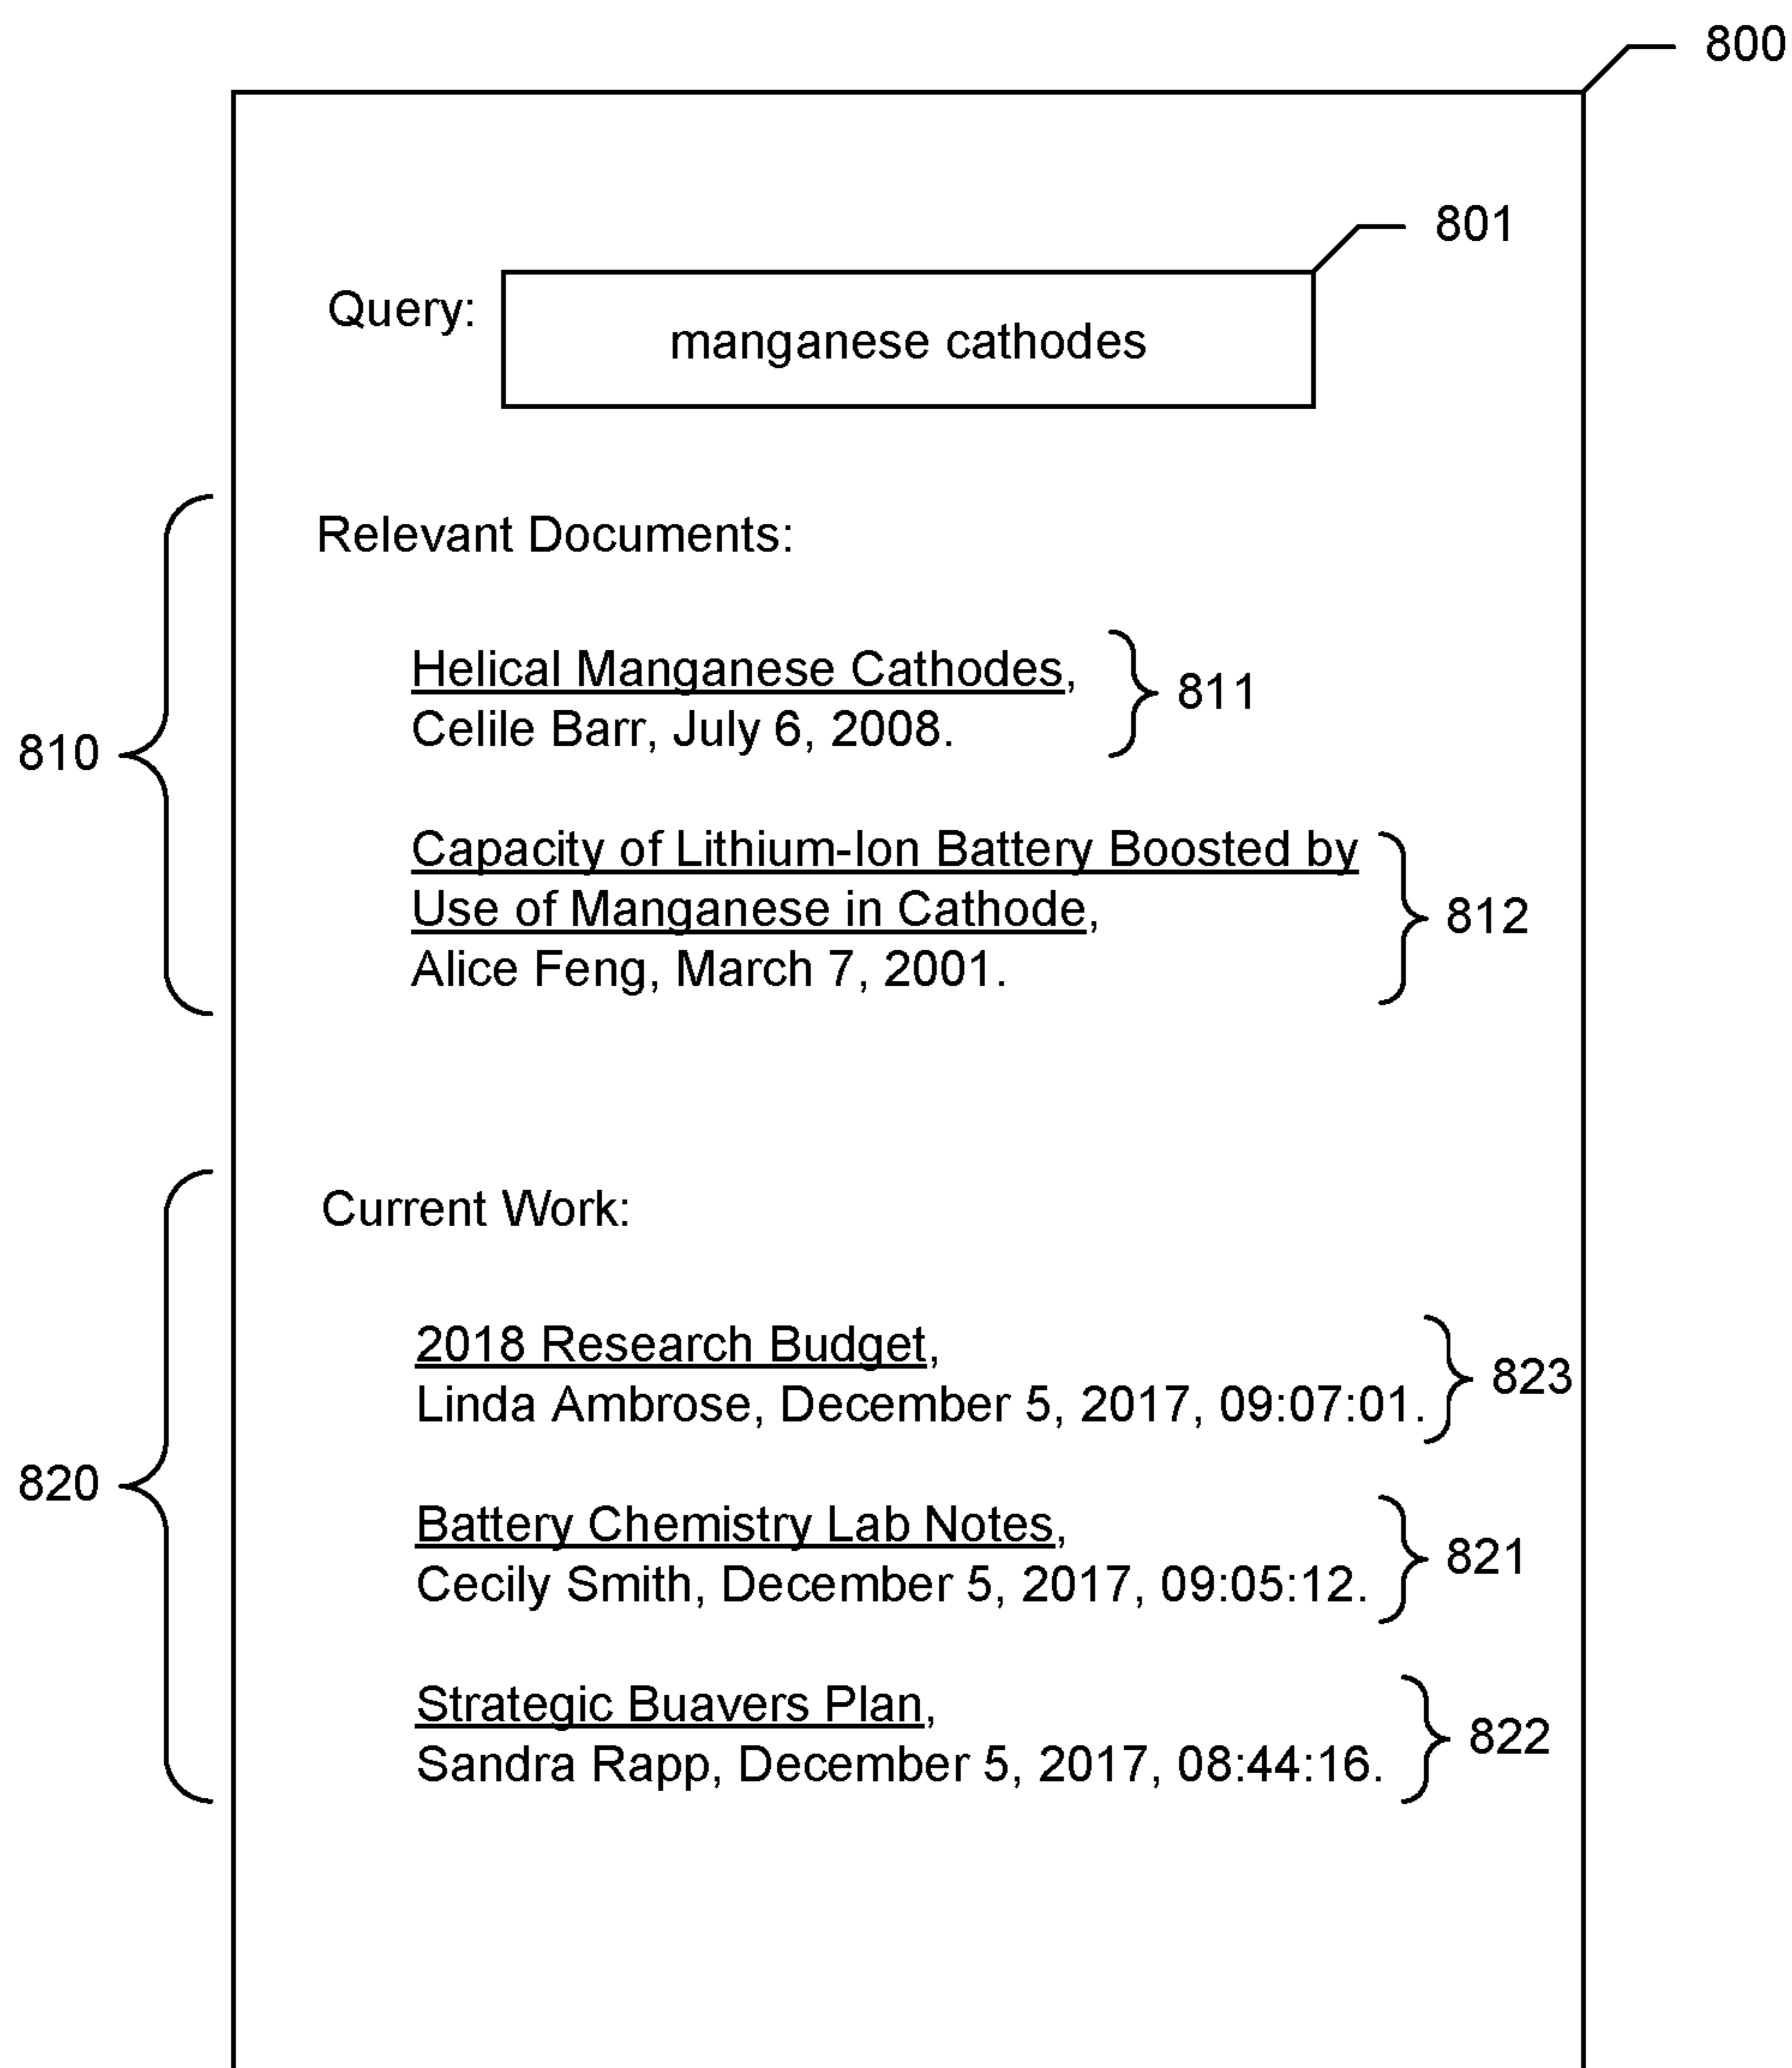 800
801
Query:
manganese cathodes
Relevant Documents:
Helical Manganese Cathodes,
811
Celile Barr, July 6, 2008.
810
Capacity of Lithium-Ion Battery Boosted by
Use of Manganese in Cathode,
812
Alice Feng, March 7, 2001.
Current Work:
2018 Research Budget,
823
Linda Ambrose, December 5, 2017, 09:07:01.
820
Battery Chemistry Lab Notes,
821
Cecily Smith, December 5, 2017, 09:05:12.
Strategic Buavers Plan,
822
Sandra Rapp, December 5, 2017, 08:44:16.